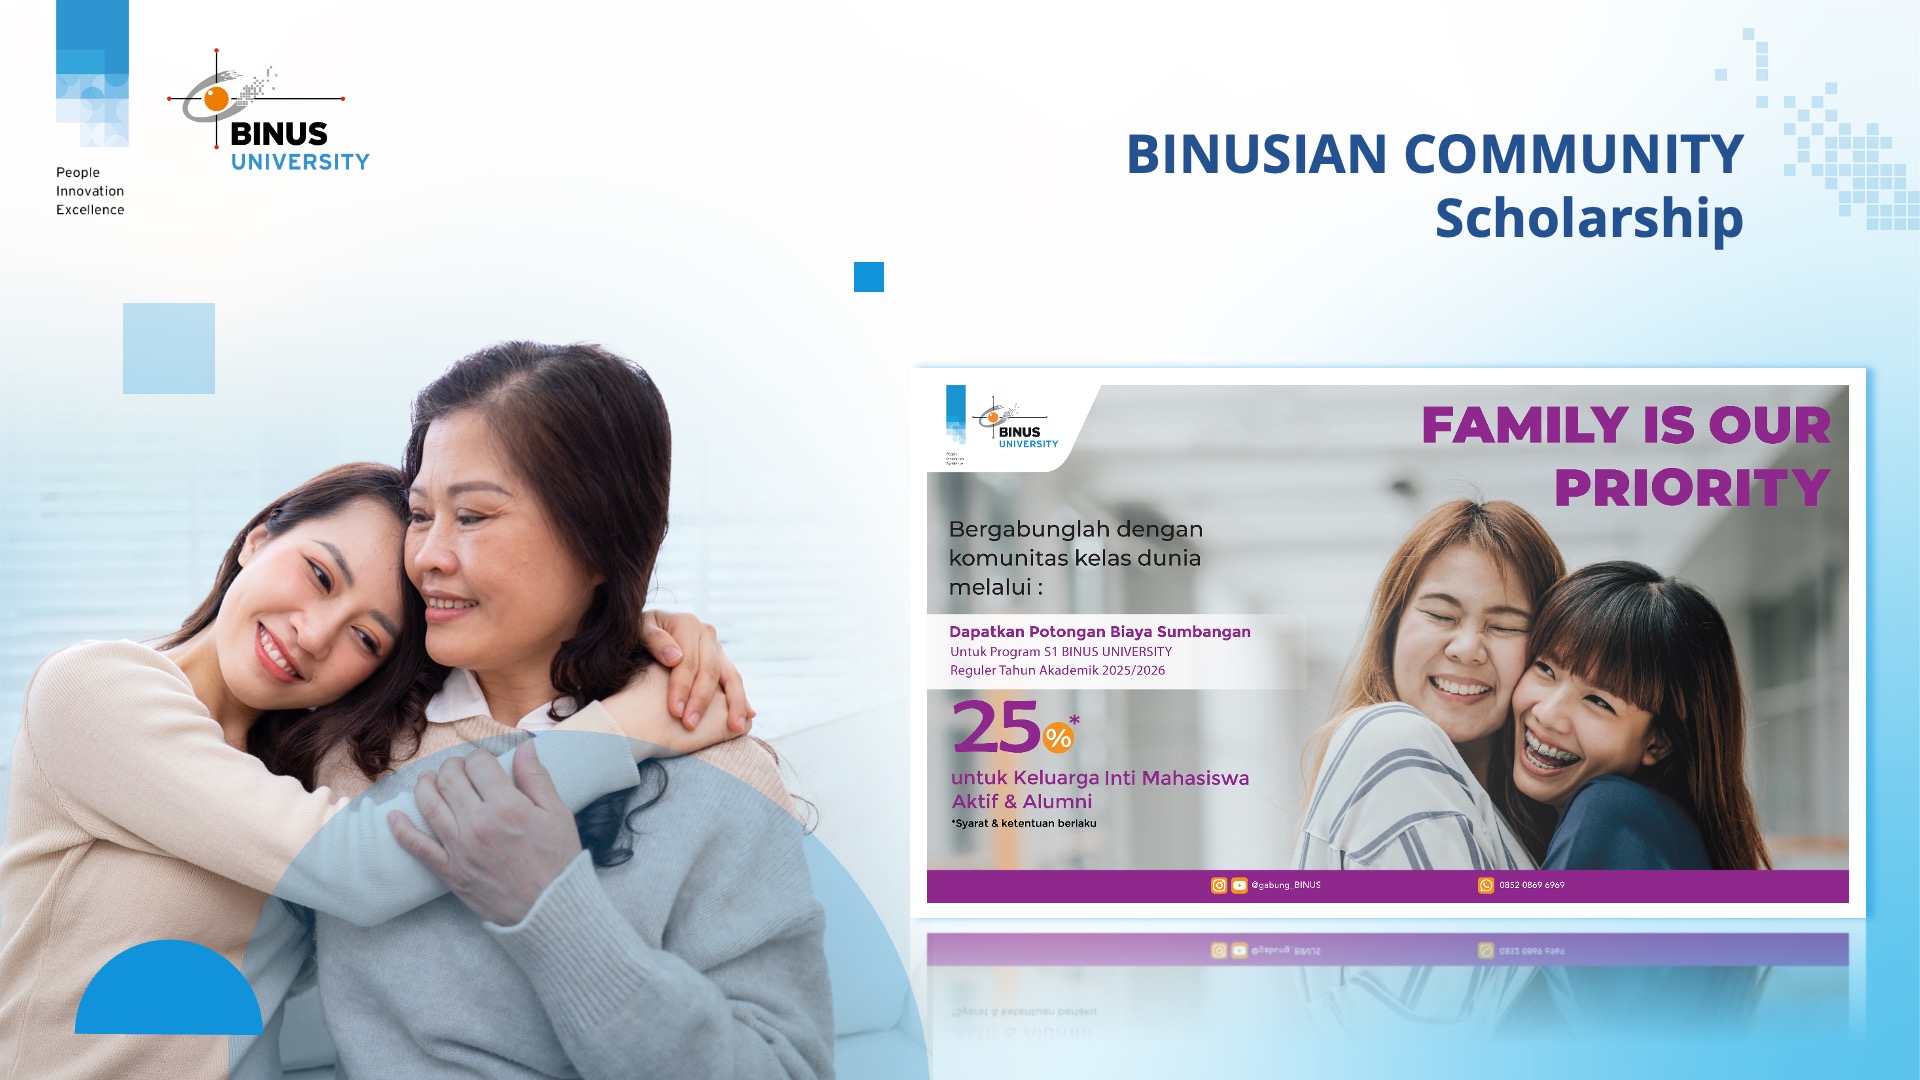 People
Innovation
Excellence
BINUS
UNIVERSITY
BINUSIAN COMMUNITY
Scholarship
BINUS
UNIVERSITY
FAMILY IS OUR
PRIORITY
Bergabunglah dengan
komunitas kelas dunia
melalui :
Dapatkan Potongan Biaya Sumbangan
Untuk Program S1 BINUS UNIVERSITY
Reguler Tahun Akademik 2025/2026
25%*
untuk Keluarga Inti Mahasiswa
Aktif & Alumni
*Syarat & ketentuan berlaku
@gabung_BINUS
0852 0869 6969